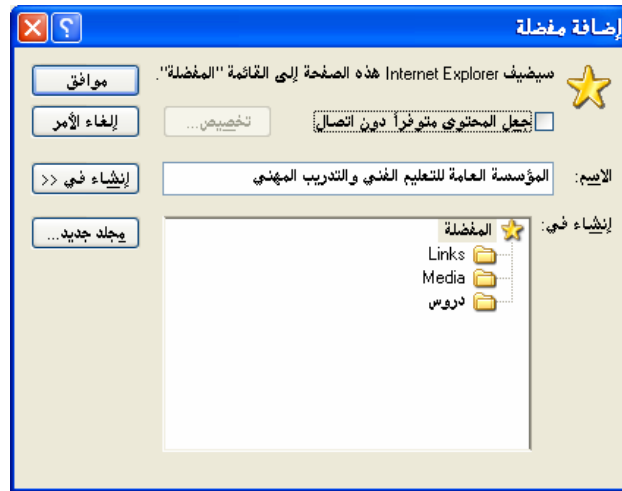 إضافة مفضلة
سيضيف Internet Explorer هذه الصفحة إلى القائمة "المفضلة".
موافق
جعل المحتوى متوفراً دون اتصال
تخصيص...
إلغاء الأمر
الاسم:
المؤسسة العامة للتعليم الفني والتدريب المهني
إنشاء في <<
إنشاء في:
المفضلة
مجلد جديد...
Links
Media
دروس